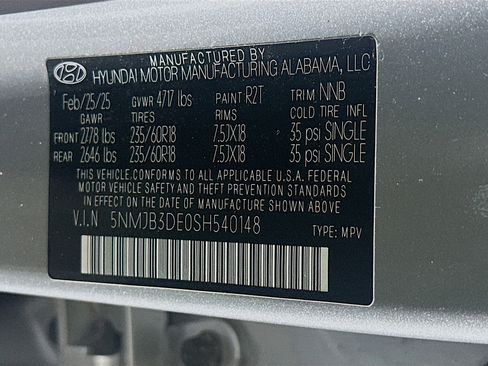 MANUFACTURED BY
HYUNDAI MOTOR MANUFACTURING ALABAMA, LLC
Feb/25/25 GVWR 4717 lbs PAINT R2T TRIM NNB
GAWR TIRES RIMS COLD TIRE INFL
FRONT 2778 lbs 235/60R18 7.5JX18 35 psi SINGLE
REAR 2646 lbs 235/60R18 7.5JX18 35 psi SINGLE
THIS VEHICLE CONFORMS TO ALL APPLICABLE U.S.A. FEDERAL
MOTOR VEHICLE SAFETY AND THEFT PREVENTION STANDARDS
IN EFFECT ON THE DATE OF MANUFACTURE SHOWN ABOVE.
V.I.N 5NMJB3DE0SH540148
TYPE: MPV